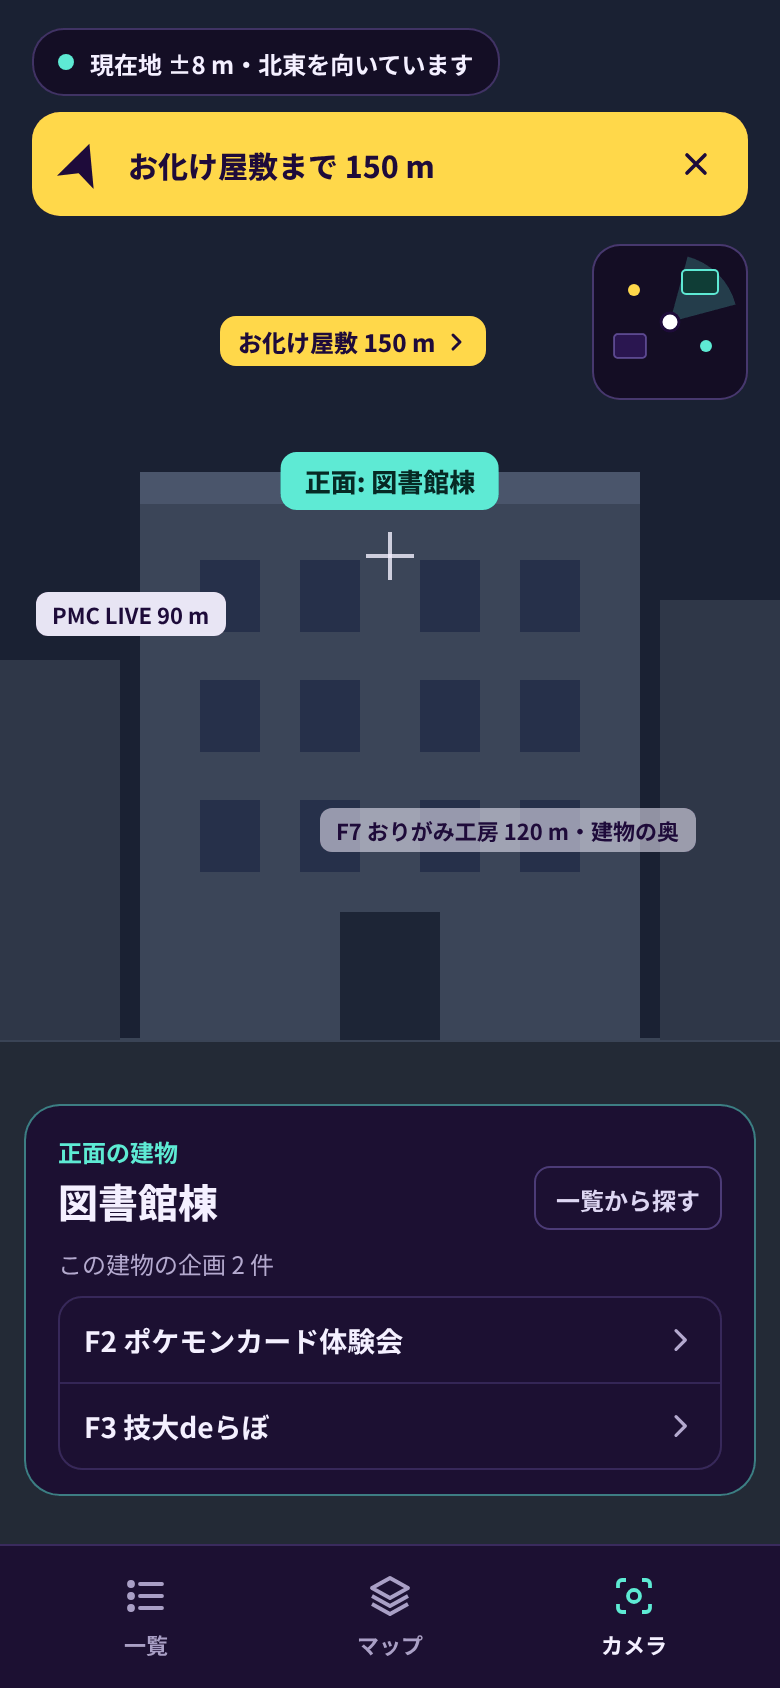 現在地 ±8 m・北東を向いています
お化け屋敷まで 150 m
お化け屋敷 150 m
正面: 図書館棟
PMC LIVE 90 m
F7 おりがみ工房 120 m・建物の奥
正面の建物
図書館棟
一覧から探す
この建物の企画 2 件
F2 ポケモンカード体験会
F3 技大deらぼ
一覧
マップ
カメラ